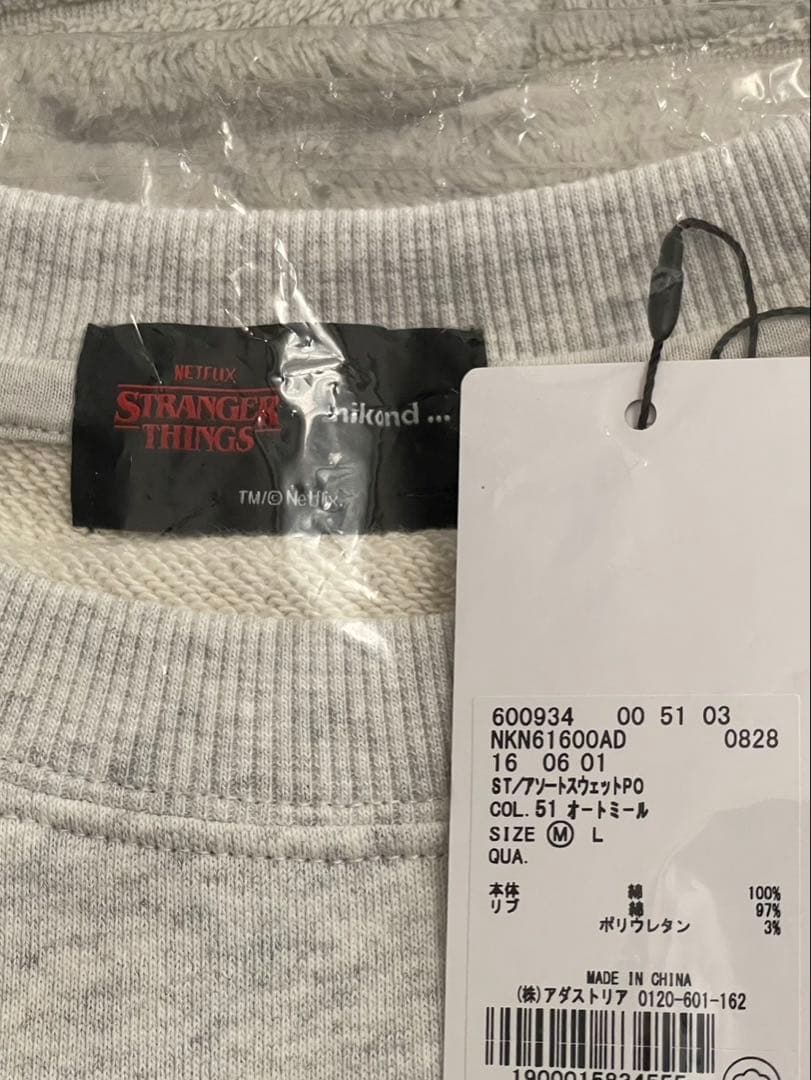 NETFLIX
STRANGER
THINGS
nikond ...
TM/© Netflix.
600934 00 51 03
NKN61600AD 0828
16 06 01
ST/アソートスウェットPO
COL. 51 オートミール
SIZE M L
QUA.
本体 綿 100%
リブ 綿 97%
ポリウレタン 3%
MADE IN CHINA
(株)アダストリア 0120-601-162